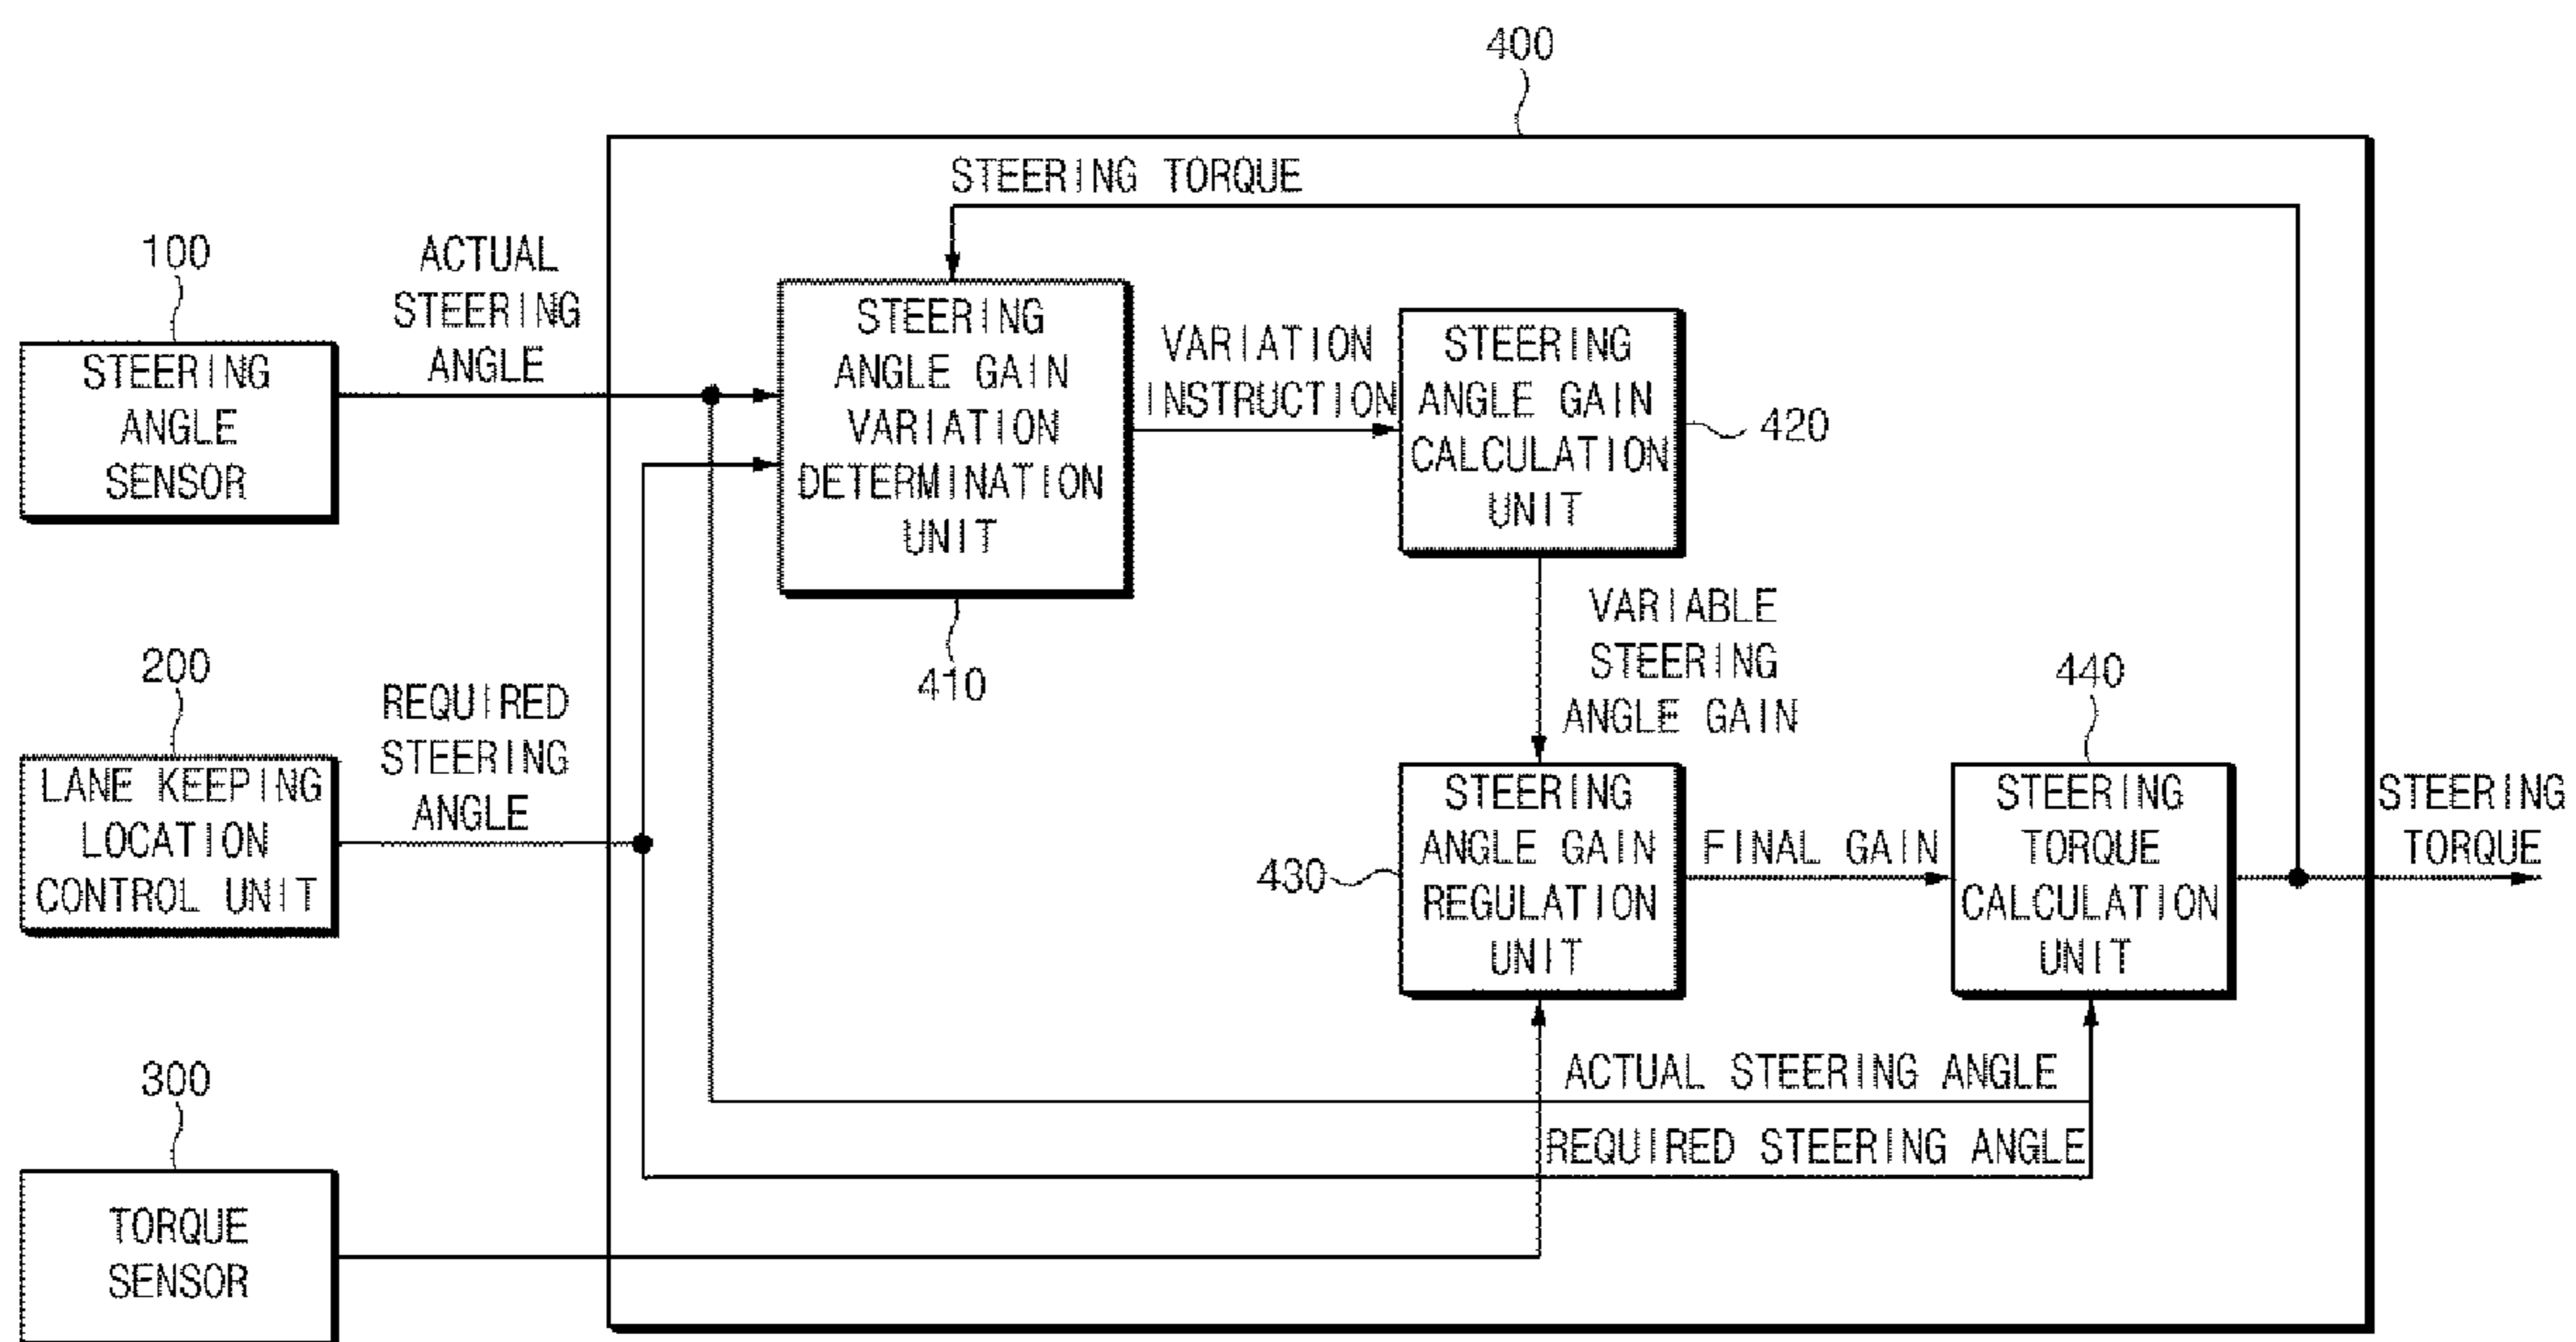 400
STEERING TORQUE
100
ACTUAL
STEERING
ANGLE
STEERING
ANGLE
SENSOR
STEERING
ANGLE GAIN
VARIATION
DETERMINATION
UNIT
410
VARIATION
INSTRUCTION
STEERING
ANGLE GAIN
CALCULATION
UNIT
420
VARIABLE
STEERING
ANGLE GAIN
200
REQUIRED
STEERING
ANGLE
LANE KEEPING
LOCATION
CONTROL UNIT
430
STEERING
ANGLE GAIN
REGULATION
UNIT
FINAL GAIN
440
STEERING
TORQUE
CALCULATION
UNIT
STEERING
TORQUE
ACTUAL STEERING ANGLE
REQUIRED STEERING ANGLE
300
TORQUE
SENSOR